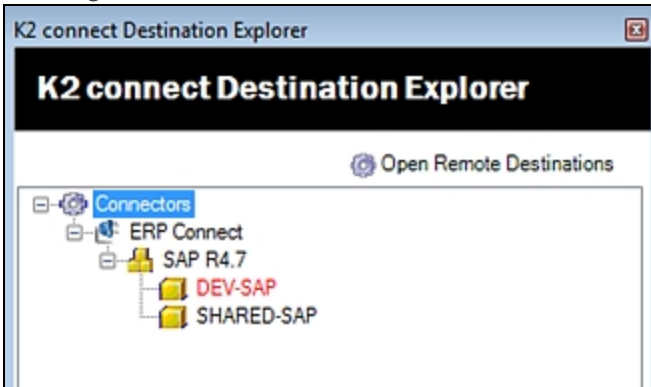 K2 connect Destination Explorer
K2 connect Destination Explorer
Open Remote Destinations
Connectors
ERP Connect
SAP R4.7
DEV-SAP
SHARED-SAP